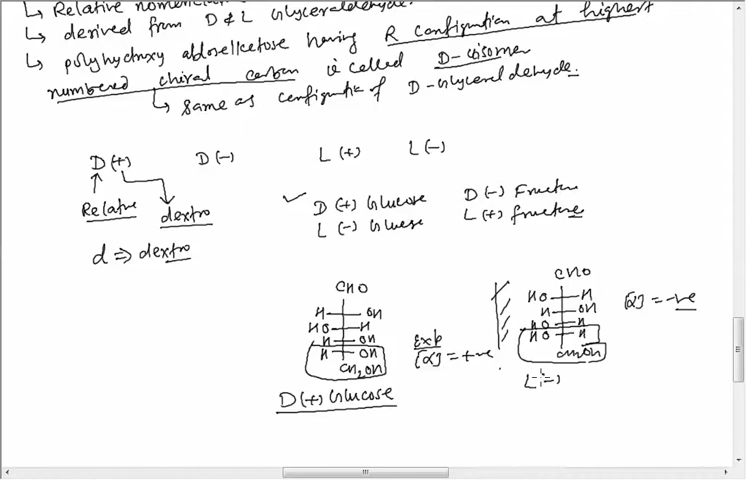 ↳ Relative
↳ derived from D & L Glyceraldehyde.
↳ polyhydroxy aldose/ketose having R configuration at highest
numbered chiral carbon is called D-isomer
↳ same as configuration of D-Glyceraldehyde.
D(+) D(-) L(+) L(-)
Relative dextro
d ⇒ dextro
✓ D(+) Glucose D(-) Fructose
L(-) Glucose L(+) fructose
CHO
H OH
HO H
H OH
H OH
CH2OH
D(+) Glucose
Exp
[α] = +ve
CHO
HO H
H OH
HO H
HO H
CH2OH
[α] = -ve
L(-)